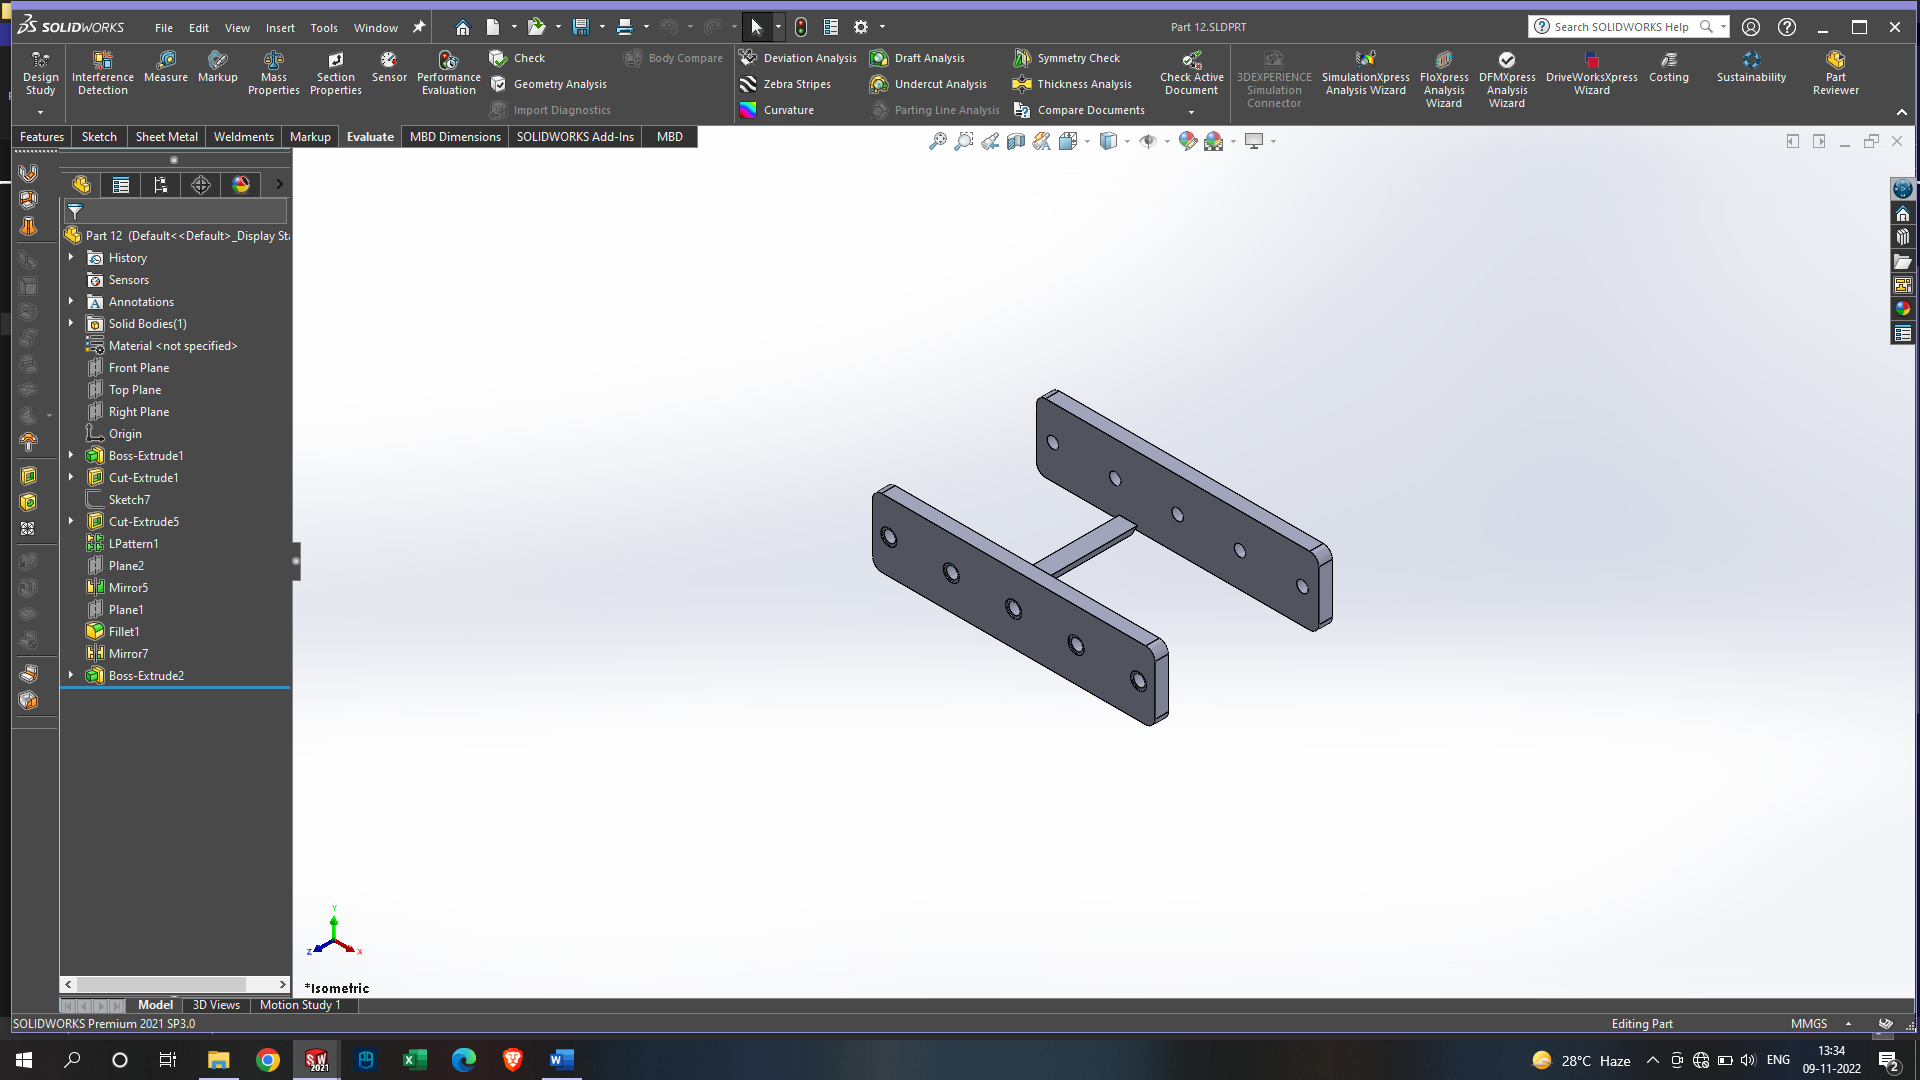 SOLIDWORKS File Edit View Insert Tools Window Part 12.SLDPRT Search SOLIDWORKS Help
Design Study
Interference Detection
Measure
Markup
Mass Properties
Section Properties
Sensor
Performance Evaluation
Check
Geometry Analysis
Import Diagnostics
Body Compare
Deviation Analysis
Zebra Stripes
Curvature
Draft Analysis
Undercut Analysis
Parting Line Analysis
Symmetry Check
Thickness Analysis
Compare Documents
Check Active Document
3DEXPERIENCE Simulation Connector
SimulationXpress Analysis Wizard
FloXpress Analysis Wizard
DFMXpress Analysis Wizard
DriveWorksXpress Wizard
Costing
Sustainability
Part Reviewer
Features Sketch Sheet Metal Weldments Markup Evaluate MBD Dimensions SOLIDWORKS Add-Ins MBD
Part 12 (Default<<Default>_Display Sta
History
Sensors
Annotations
Solid Bodies(1)
Material <not specified>
Front Plane
Top Plane
Right Plane
Origin
Boss-Extrude1
Cut-Extrude1
Sketch7
Cut-Extrude5
LPattern1
Plane2
Mirror5
Plane1
Fillet1
Mirror7
Boss-Extrude2
Y
Z X
*Isometric
Model 3D Views Motion Study 1
SOLIDWORKS Premium 2021 SP3.0 Editing Part MMGS
28°C Haze ENG 13:34
09-11-2022 2